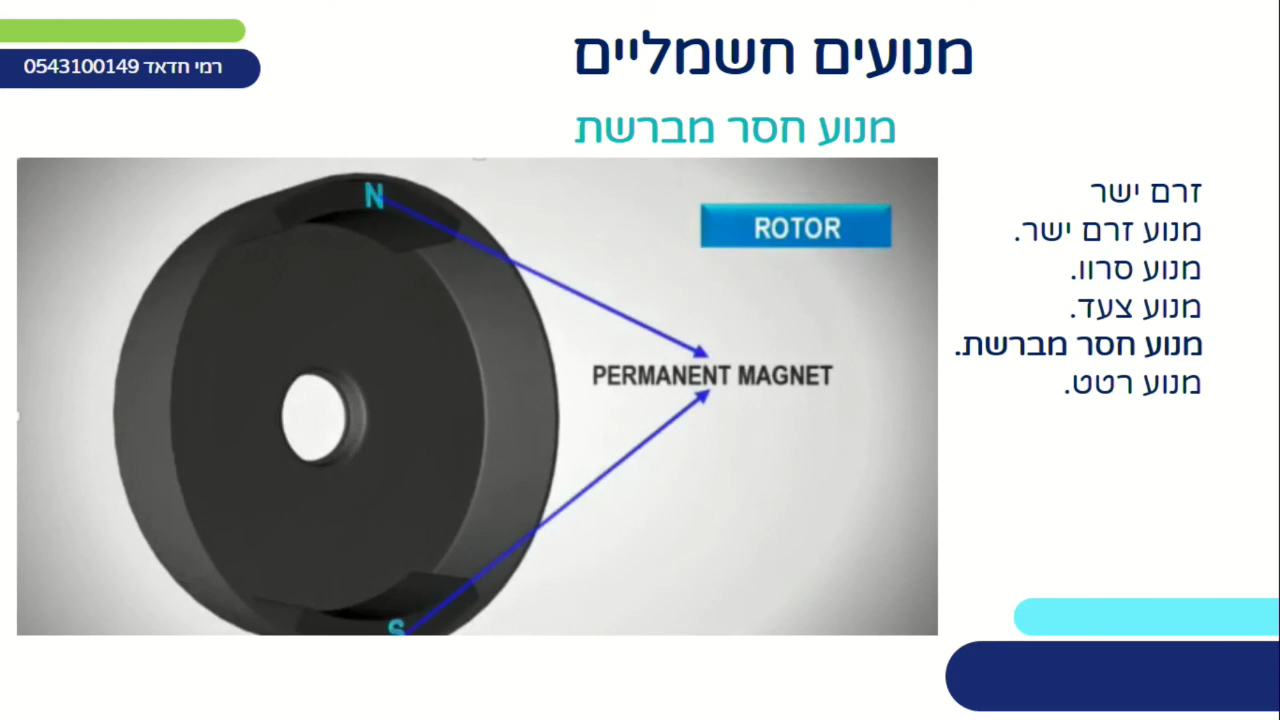 רמי חדאד 0543100149
מנועים חשמליים
מנוע חסר מברשת
זרם ישר
מנוע זרם ישר.
מנוע סרוו.
מנוע צעד.
מנוע חסר מברשת.
מנוע רטט.
N
ROTOR
PERMANENT MAGNET
S